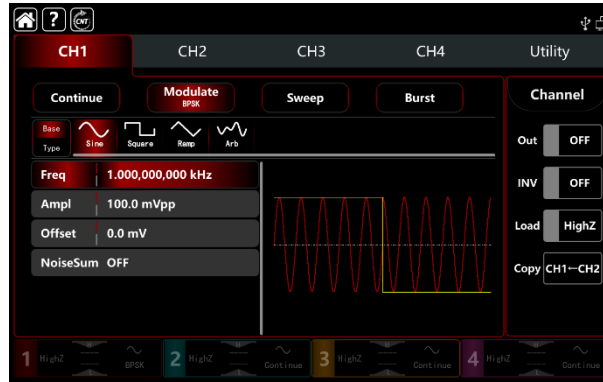 ? CNT
CH1 CH2 CH3 CH4 Utility
Continue Modulate Sweep Burst Channel
BPSK
Base
Type Sine Square Ramp Arb
Out OFF
Freq 1.000,000,000 kHz
INV OFF
Ampl 100.0 mVpp
Offset 0.0 mV
Load HighZ
NoiseSum OFF
Copy CH1←CH2
1 HighZ BPSK 2 HighZ Continue 3 HighZ Continue 4 HighZ Continue